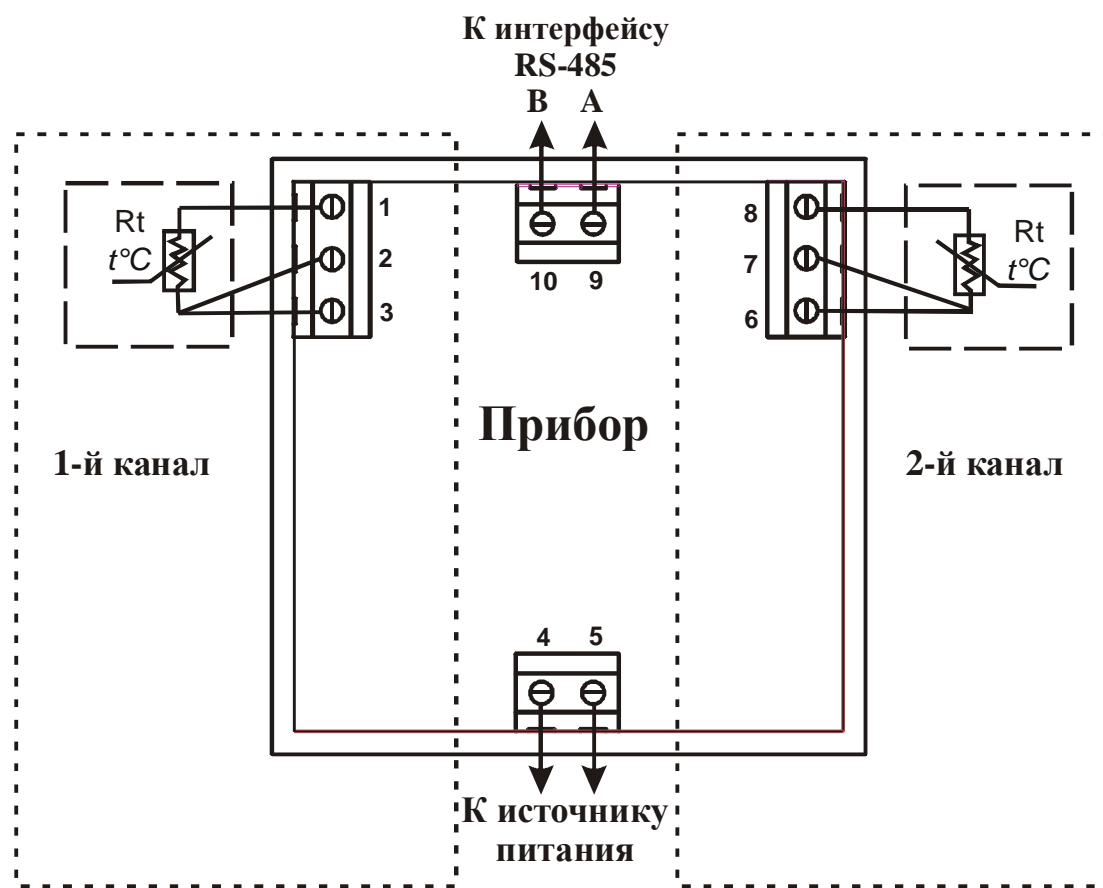 К интерфейсу
RS-485
B A
Rt
t°C
1
2
3
10 9
8
7
6
Rt
t°C
Прибор
1-й канал
2-й канал
4 5
К источнику
питания